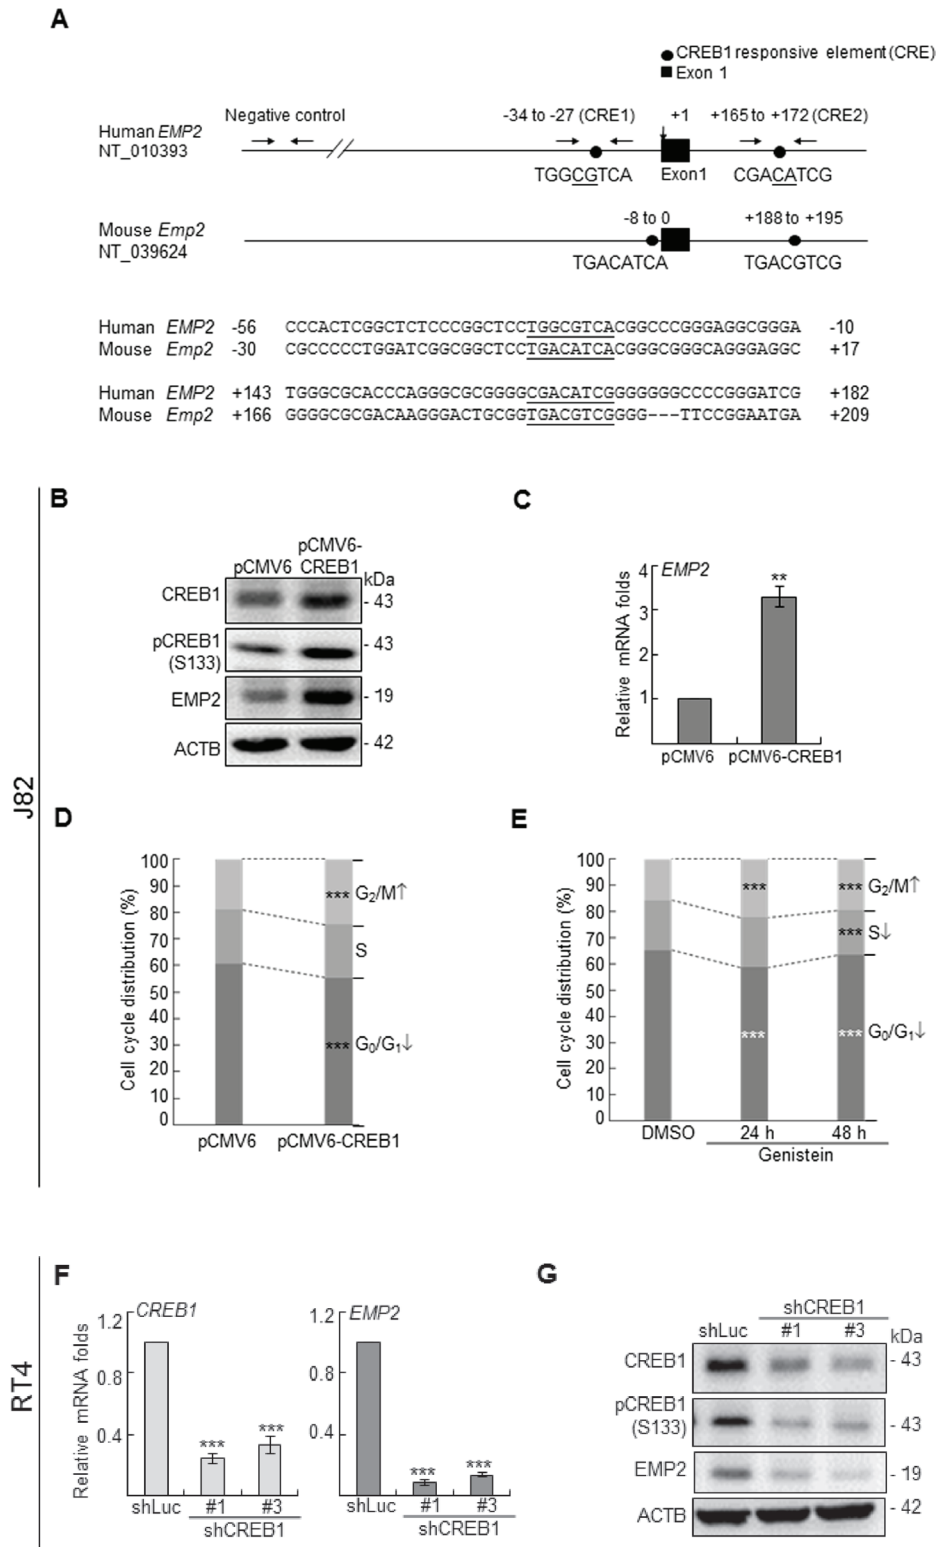 A
CREB1 responsive element (CRE)
Exon 1
Negative control
-34 to -27 (CRE1)
+1
+165 to +172 (CRE2)
Human EMP2
NT_010393
TGGCGTCA
Exon1
CGACATCG
Mouse Emp2
NT_039624
-8 to 0
+188 to +195
TGACATCA
TGACGTCG
Human EMP2 -56 CCCACTCGGCTCTCCCGGCTCCTGGCGTCACGGCCCGGGAGGCGGGA -10
Mouse Emp2 -30 CGCCCCCTGGATCGGCGGCTCCTGACATCACGGGCGGGCAGGGAGGC +17
Human EMP2 +143 TGGGCGCACCCAGGGCGCGGGGCGACATCGGGGGGGCCCCGGGATCG +182
Mouse Emp2 +166 GGGGCGCGACAAGGGACTGCGGTGACGTCGGGG---TTCCGGAATGA +209
J82
B
pCMV6
pCMV6-
CREB1
kDa
CREB1
- 43
pCREB1
(S133)
- 43
EMP2
- 19
ACTB
- 42
C
EMP2
Relative mRNA folds
4
3
2
1
**
pCMV6
pCMV6-CREB1
D
Cell cycle distribution (%)
100
90
80
70
60
50
40
30
20
10
0
*** G2/M↑
S
*** G0/G1↓
pCMV6
pCMV6-CREB1
E
Cell cycle distribution (%)
100
90
80
70
60
50
40
30
20
10
0
*** *** G2/M↑
*** S↓
*** *** G0/G1↓
DMSO
24 h
48 h
Genistein
RT4
F
CREB1
Relative mRNA folds
1.2
0.8
0.4
***
***
shLuc
#1
#3
shCREB1
EMP2
1.2
0.8
0.4
***
***
shLuc
#1
#3
shCREB1
G
shCREB1
shLuc
#1
#3
kDa
CREB1
- 43
pCREB1
(S133)
- 43
EMP2
- 19
ACTB
- 42